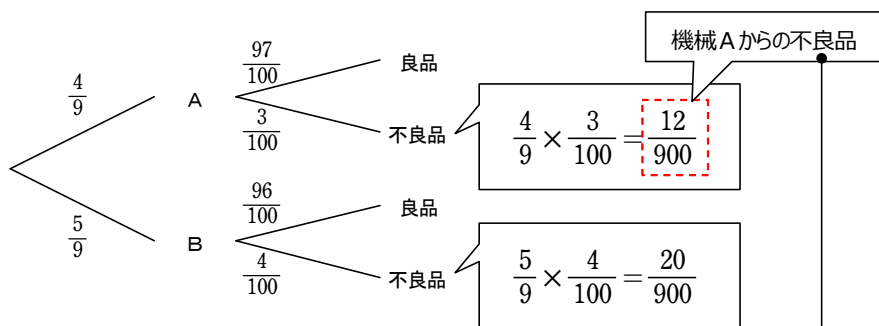 機械Aからの不良品
97/100
良品
4/9
A
3/100
不良品
4/9 × 3/100 = 12/900
96/100
良品
5/9
B
4/100
不良品
5/9 × 4/100 = 20/900